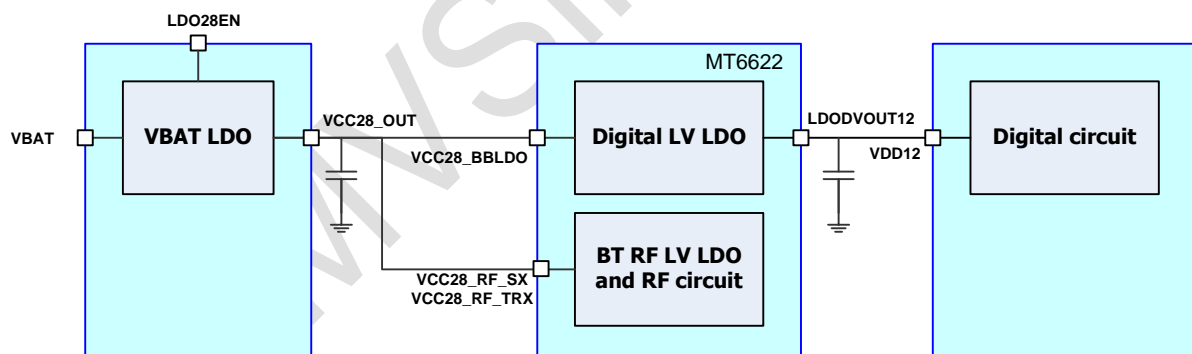 LDO28EN
MT6622
VBAT
VBAT LDO
VCC28_OUT
VCC28_BBLDO
Digital LV LDO
LDODVOUT12
VDD12
Digital circuit
VCC28_RF_SX
VCC28_RF_TRX
BT RF LV LDO
and RF circuit